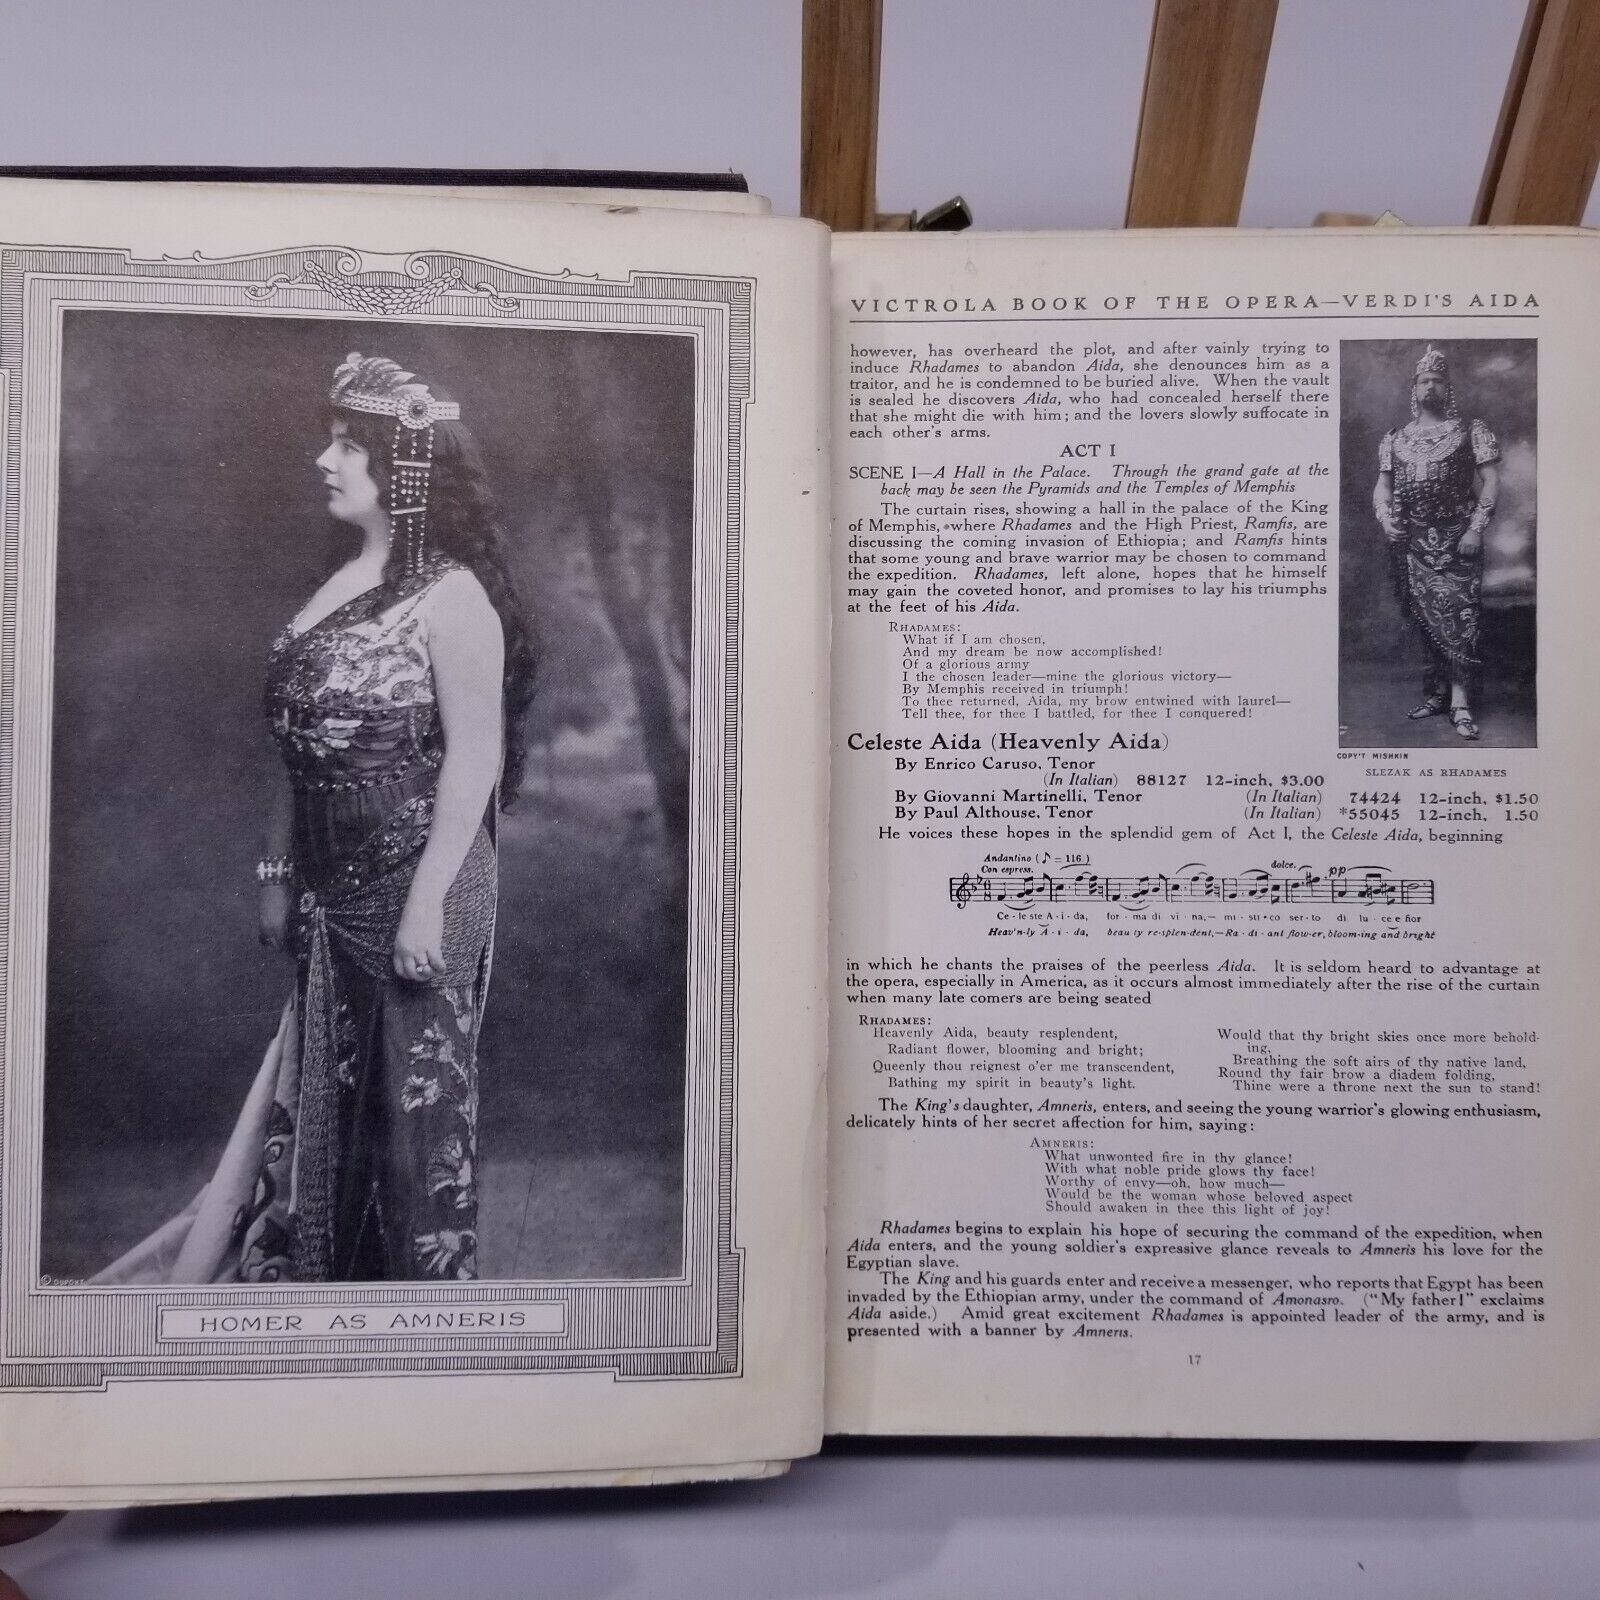 © DUPONT
HOMER AS AMNERIS
VICTROLA BOOK OF THE OPERA—VERDI'S AIDA
however, has overheard the plot, and after vainly trying to
induce Rhadames to abandon Aida, she denounces him as a
traitor, and he is condemned to be buried alive. When the vault
is sealed he discovers Aida, who had concealed herself there
that she might die with him; and the lovers slowly suffocate in
each other's arms.
ACT I
SCENE I—A Hall in the Palace. Through the grand gate at the
back may be seen the Pyramids and the Temples of Memphis
The curtain rises, showing a hall in the palace of the King
of Memphis, where Rhadames and the High Priest, Ramfis, are
discussing the coming invasion of Ethiopia; and Ramfis hints
that some young and brave warrior may be chosen to command
the expedition. Rhadames, left alone, hopes that he himself
may gain the coveted honor, and promises to lay his triumphs
at the feet of his Aida.
RHADAMES:
What if I am chosen,
And my dream be now accomplished!
Of a glorious army
I the chosen leader—mine the glorious victory—
By Memphis received in triumph!
To thee returned, Aida, my brow entwined with laurel—
Tell thee, for thee I battled, for thee I conquered!
COPY'T MISHKIN
SLEZAK AS RHADAMES
Celeste Aida (Heavenly Aida)
By Enrico Caruso, Tenor
(In Italian) 88127 12-inch, $3.00
By Giovanni Martinelli, Tenor (In Italian) 74424 12-inch, $1.50
By Paul Althouse, Tenor (In Italian) *55045 12-inch, 1.50
He voices these hopes in the splendid gem of Act I, the Celeste Aida, beginning
Andantino (♪ = 116)
Con espress. dolce. pp
Ce - le ste A - i - da, for - ma di vi - na, — mi - sti - co ser - to di lu - ce e fior
Heav'n-ly A - i - da, beau ty re-splen-dent,—Ra - di - ant flow-er, bloom-ing and bright
in which he chants the praises of the peerless Aida. It is seldom heard to advantage at
the opera, especially in America, as it occurs almost immediately after the rise of the curtain
when many late comers are being seated
RHADAMES:
Heavenly Aida, beauty resplendent,
Radiant flower, blooming and bright;
Queenly thou reignest o'er me transcendent,
Bathing my spirit in beauty's light.
Would that thy bright skies once more behold-
ing,
Breathing the soft airs of thy native land,
Round thy fair brow a diadem folding,
Thine were a throne next the sun to stand!
The King's daughter, Amneris, enters, and seeing the young warrior's glowing enthusiasm,
delicately hints of her secret affection for him, saying:
AMNERIS:
What unwonted fire in thy glance!
With what noble pride glows thy face!
Worthy of envy—oh, how much—
Would be the woman whose beloved aspect
Should awaken in thee this light of joy!
Rhadames begins to explain his hope of securing the command of the expedition, when
Aida enters, and the young soldier's expressive glance reveals to Amneris his love for the
Egyptian slave.
The King and his guards enter and receive a messenger, who reports that Egypt has been
invaded by the Ethiopian army, under the command of Amonasro. ("My father!" exclaims
Aida aside.) Amid great excitement Rhadames is appointed leader of the army, and is
presented with a banner by Amneris.
17